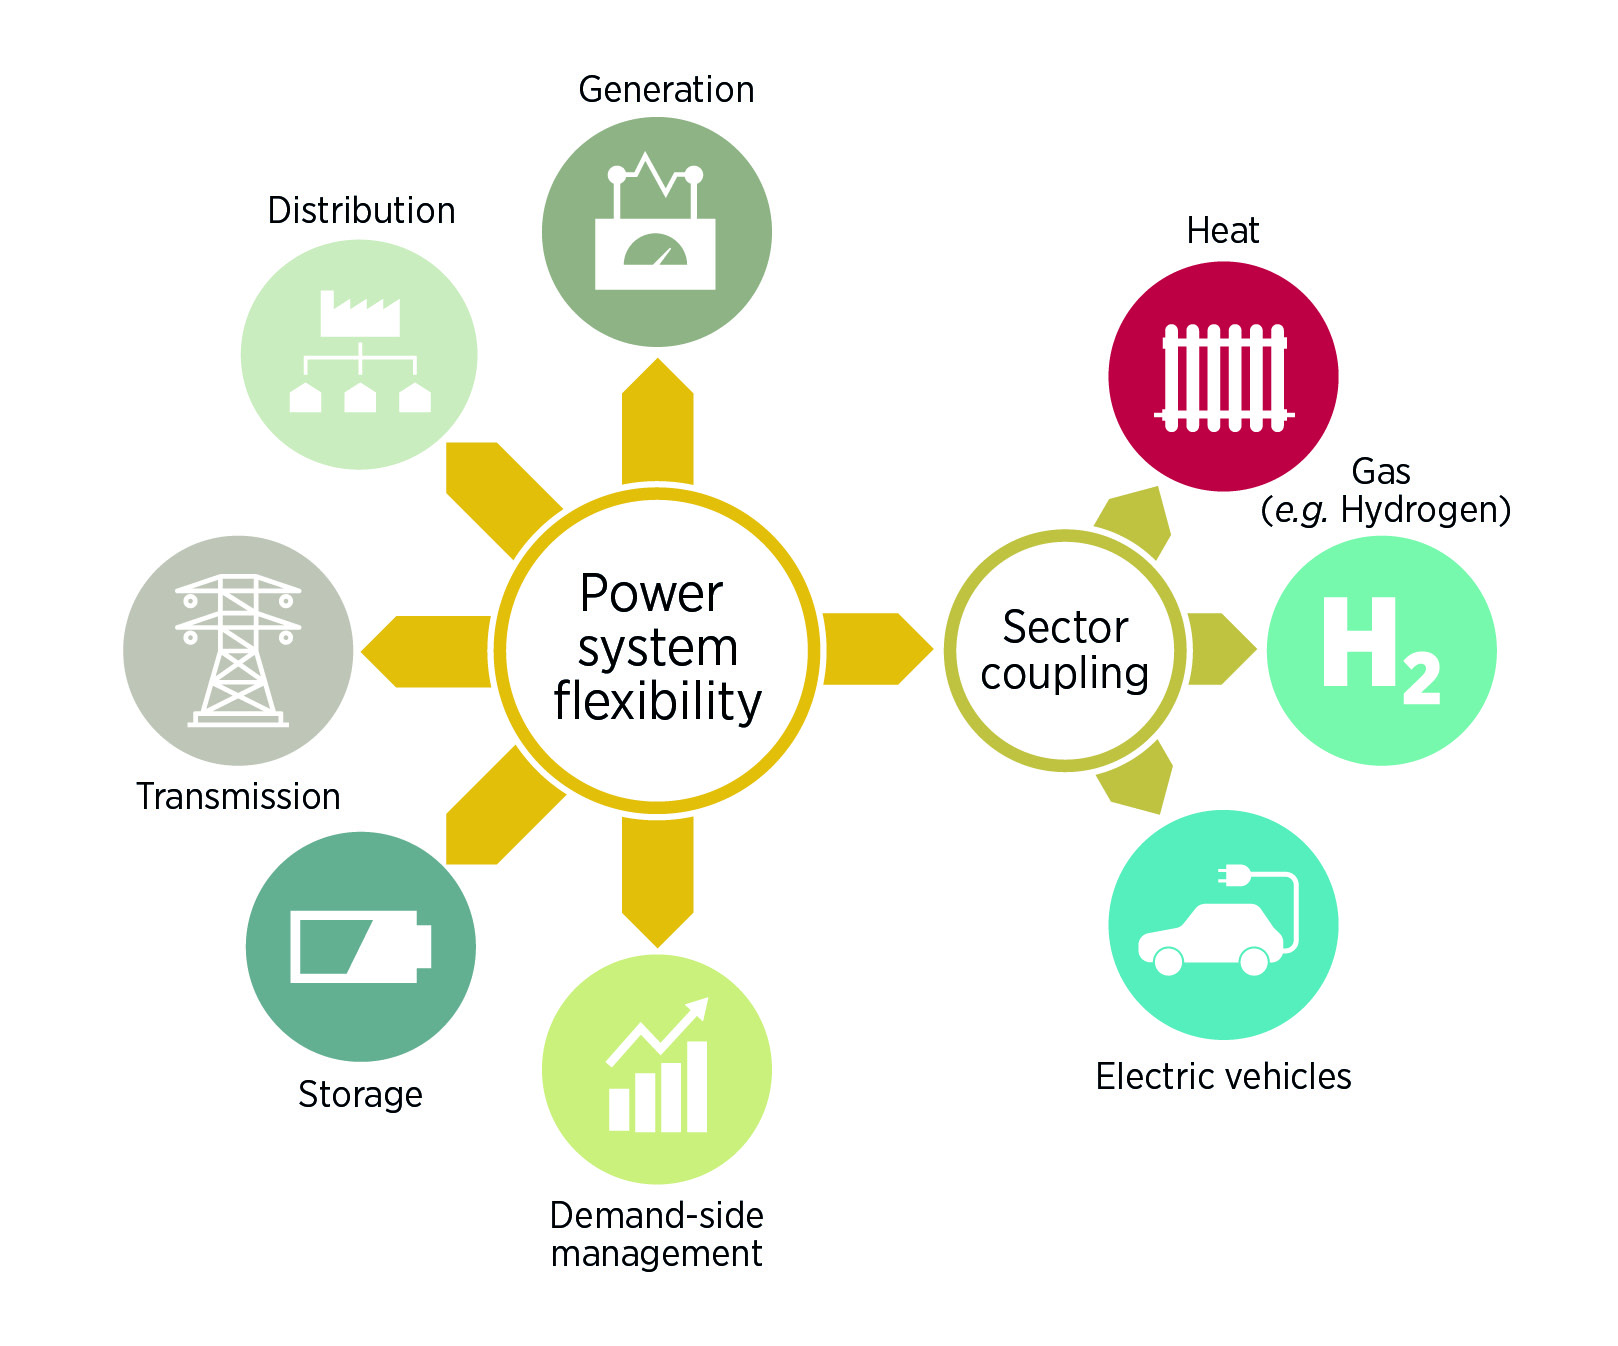 Generation
Distribution
Heat
Gas
(e.g. Hydrogen)
Power
system
flexibility
Sector
coupling
H2
Transmission
Storage
Electric vehicles
Demand-side
management